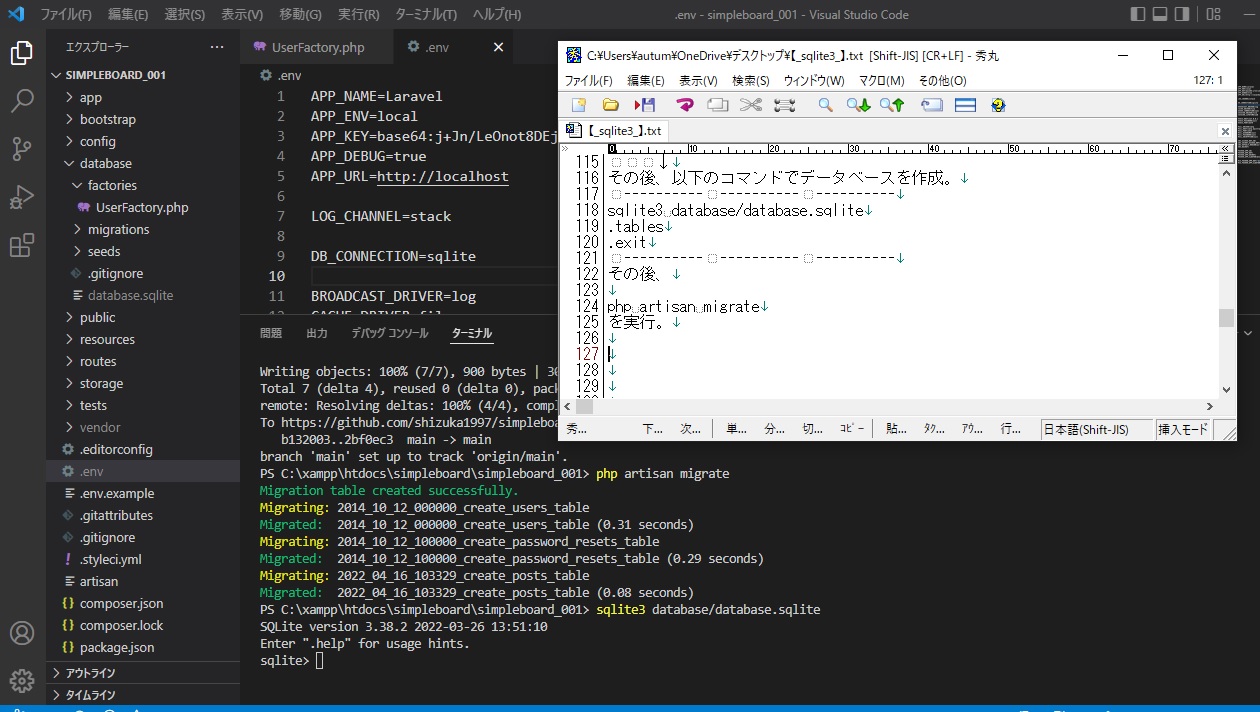 ファイル(F) 編集(E) 選択(S) 表示(V) 移動(G) 実行(R) ターミナル(T) ヘルプ(H)
.env - simpleboard_001 - Visual Studio Code
エクスプローラー ...
SIMPLEBOARD_001
app
bootstrap
config
database
factories
UserFactory.php
migrations
seeds
.gitignore
database.sqlite
public
resources
routes
storage
tests
vendor
.editorconfig
.env
.env.example
.gitattributes
.gitignore
.styleci.yml
artisan
composer.json
composer.lock
package.json
アウトライン
タイムライン
UserFactory.php
.env
.env
1 APP_NAME=Laravel
2 APP_ENV=local
3 APP_KEY=base64:j+Jn/LeOnot8DEj
4 APP_DEBUG=true
5 APP_URL=http://localhost
6
7 LOG_CHANNEL=stack
8
9 DB_CONNECTION=sqlite
10
11 BROADCAST_DRIVER=log
問題 出力 デバッグ コンソール ターミナル
Writing objects: 100% (7/7), 900 bytes | 30
Total 7 (delta 4), reused 0 (delta 0), pack
remote: Resolving deltas: 100% (4/4), compl
To https://github.com/shizuka1997/simpleboa
b132003..2bf0ec3 main -> main
branch 'main' set up to track 'origin/main'.
PS C:\xampp\htdocs\simpleboard\simpleboard_001> php artisan migrate
Migration table created successfully.
Migrating: 2014_10_12_000000_create_users_table
Migrated: 2014_10_12_000000_create_users_table (0.31 seconds)
Migrating: 2014_10_12_100000_create_password_resets_table
Migrated: 2014_10_12_100000_create_password_resets_table (0.29 seconds)
Migrating: 2022_04_16_103329_create_posts_table
Migrated: 2022_04_16_103329_create_posts_table (0.08 seconds)
PS C:\xampp\htdocs\simpleboard\simpleboard_001> sqlite3 database/database.sqlite
SQLite version 3.38.2 2022-03-26 13:51:10
Enter ".help" for usage hints.
sqlite>
C:¥Users¥autum¥OneDrive¥デスクトップ¥【_sqlite3_】.txt [Shift-JIS] [CR+LF] - 秀丸
ファイル(F) 編集(E) 表示(V) 検索(S) ウィンドウ(W) マクロ(M) その他(O) 127: 1
【_sqlite3_】.txt
0 10 20 30 40 50 60 70
115 □□□↓
116 その後、以下のコマンドでデータベースを作成。↓
117 □----------□----------□----------↓
118 sqlite3 database/database.sqlite↓
119 .tables↓
120 .exit↓
121 □----------□----------□----------↓
122 その後、↓
123 ↓
124 php artisan migrate↓
125 を実行。↓
126 ↓
127 ↓
128 ↓
129 ↓
秀... 下... 次... 単... 分... 切... コピー 貼... タク... アウ... 行... 日本語(Shift-JIS) 挿入モード